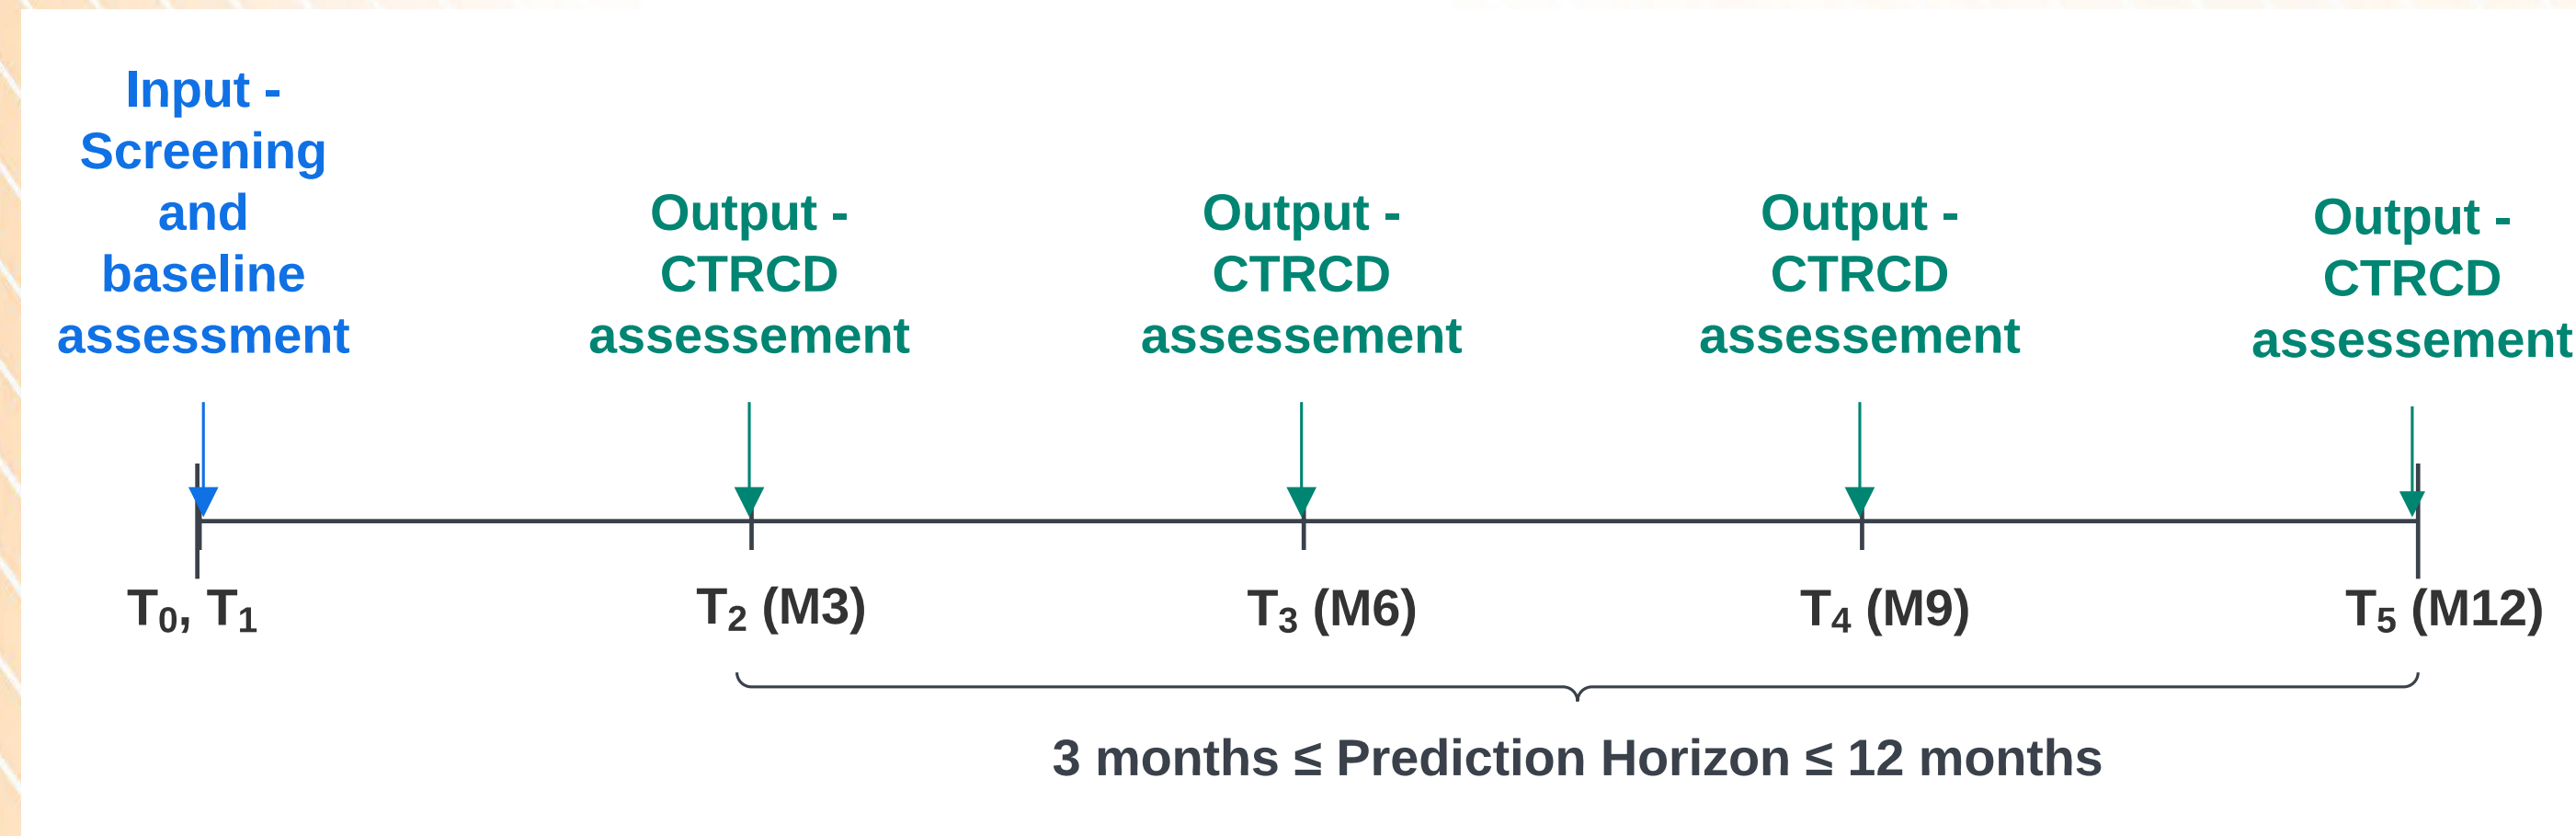 Input -
Screening
and
baseline
assessment
Output -
CTRCD
assessement
Output -
CTRCD
assessement
Output -
CTRCD
assessement
Output -
CTRCD
assessement
T₀, T₁
T₂ (M3)
T₃ (M6)
T₄ (M9)
T₅ (M12)
3 months ≤ Prediction Horizon ≤ 12 months